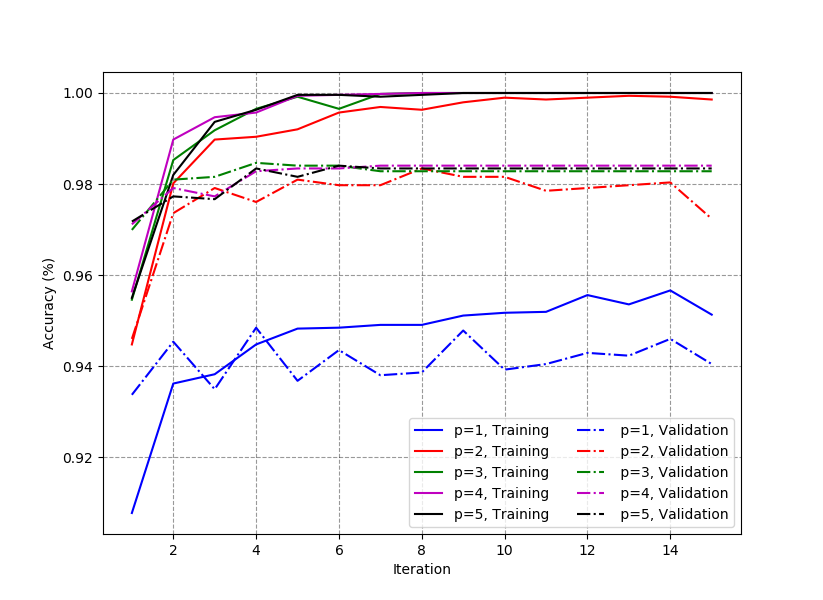 1.00
0.98
0.96
0.94
0.92
Accuracy (%)
2 4 6 8 10 12 14
Iteration
p=1, Training
p=2, Training
p=3, Training
p=4, Training
p=5, Training
p=1, Validation
p=2, Validation
p=3, Validation
p=4, Validation
p=5, Validation